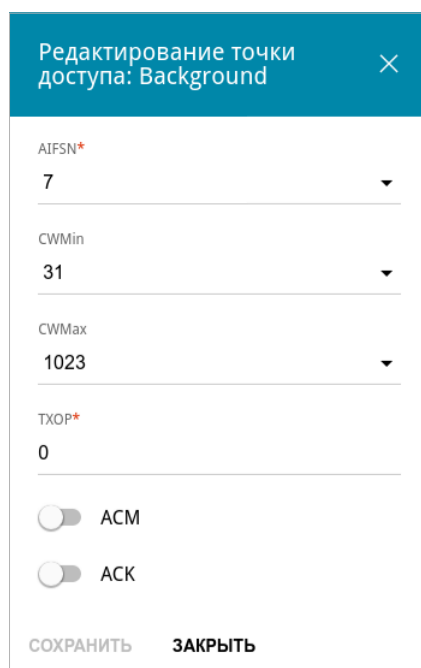 Редактирование точки
доступа: Background
AIFSN*
7
CWMin
31
CWMax
1023
TXOP*
0
ACM
ACK
СОХРАНИТЬ ЗАКРЫТЬ